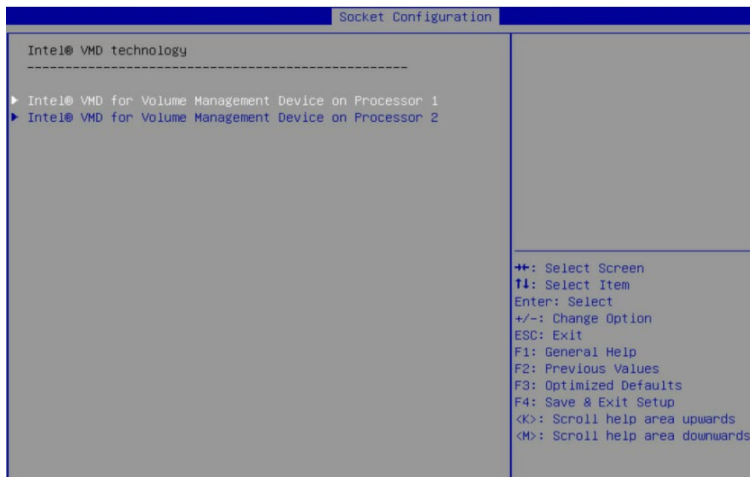 Socket Configuration
Intel® VMD technology
--------------------------------------------------
Intel® VMD for Volume Management Device on Processor 1
Intel® VMD for Volume Management Device on Processor 2
→←: Select Screen
↑↓: Select Item
Enter: Select
+/-: Change Option
ESC: Exit
F1: General Help
F2: Previous Values
F3: Optimized Defaults
F4: Save & Exit Setup
<K>: Scroll help area upwards
<M>: Scroll help area downwards